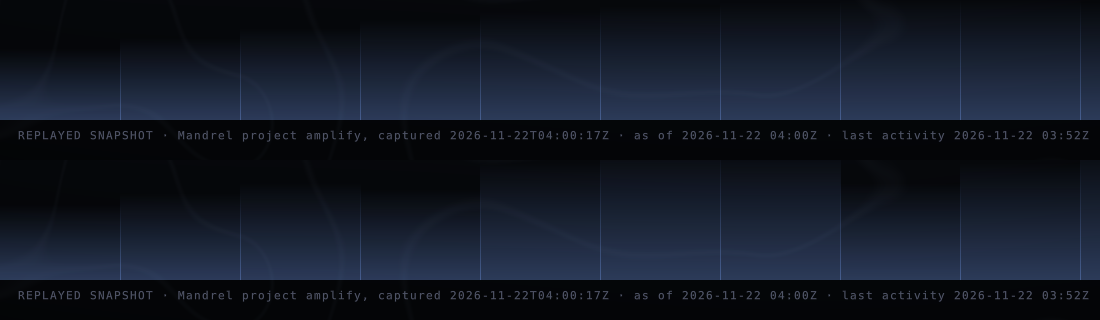 REPLAYED SNAPSHOT · Mandrel project amplify, captured 2026-11-22T04:00:17Z · as of 2026-11-22 04:00Z · last activity 2026-11-22 03:52Z
REPLAYED SNAPSHOT · Mandrel project amplify, captured 2026-11-22T04:00:17Z · as of 2026-11-22 04:00Z · last activity 2026-11-22 03:52Z